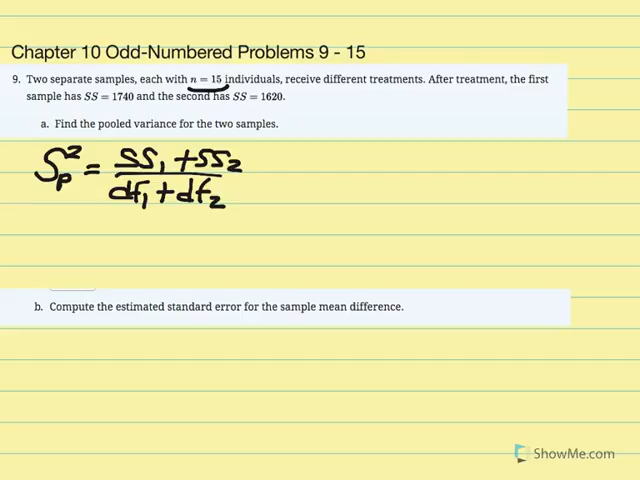 Chapter 10 Odd-Numbered Problems 9 - 15
9. Two separate samples, each with n = 15 individuals, receive different treatments. After treatment, the first
sample has SS = 1740 and the second has SS = 1620.
a. Find the pooled variance for the two samples.
S²p = SS₁ + SS₂
df₁ + df₂
b. Compute the estimated standard error for the sample mean difference.
ShowMe.com